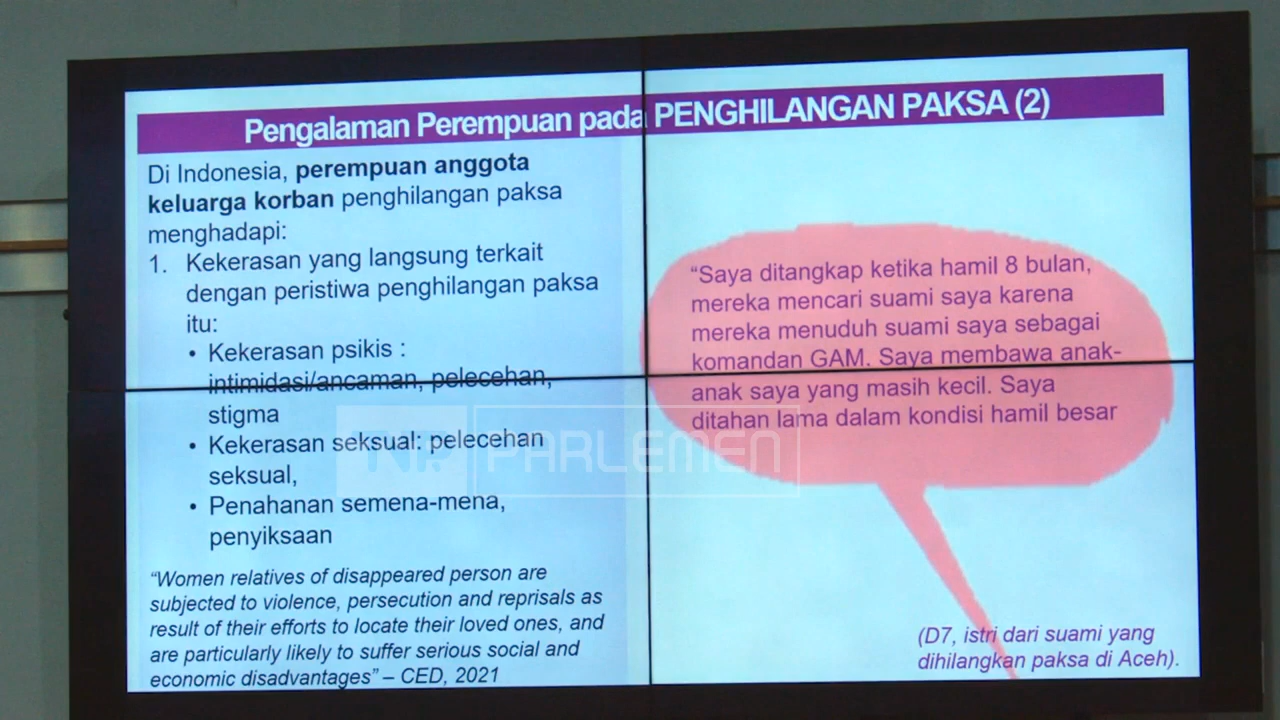 Pengalaman Perempuan pada PENGHILANGAN PAKSA (2)
Di Indonesia, perempuan anggota
keluarga korban penghilangan paksa
menghadapi:
1. Kekerasan yang langsung terkait
dengan peristiwa penghilangan paksa
itu:
• Kekerasan psikis :
intimidasi/ancaman, pelecehan,
stigma
• Kekerasan seksual: pelecehan
seksual,
• Penahanan semena-mena,
penyiksaan
“Women relatives of disappeared person are
subjected to violence, persecution and reprisals as
result of their efforts to locate their loved ones, and
are particularly likely to suffer serious social and
economic disadvantages” – CED, 2021
“Saya ditangkap ketika hamil 8 bulan,
mereka mencari suami saya karena
mereka menuduh suami saya sebagai
komandan GAM. Saya membawa anak-
anak saya yang masih kecil. Saya
ditahan lama dalam kondisi hamil besar
(D7, istri dari suami yang
dihilangkan paksa di Aceh).
PARLEMEN